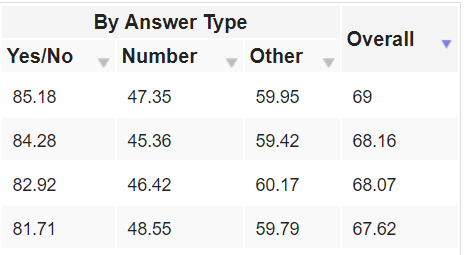 By Answer Type
Overall
Yes/No Number Other
85.18 47.35 59.95 69
84.28 45.36 59.42 68.16
82.92 46.42 60.17 68.07
81.71 48.55 59.79 67.62